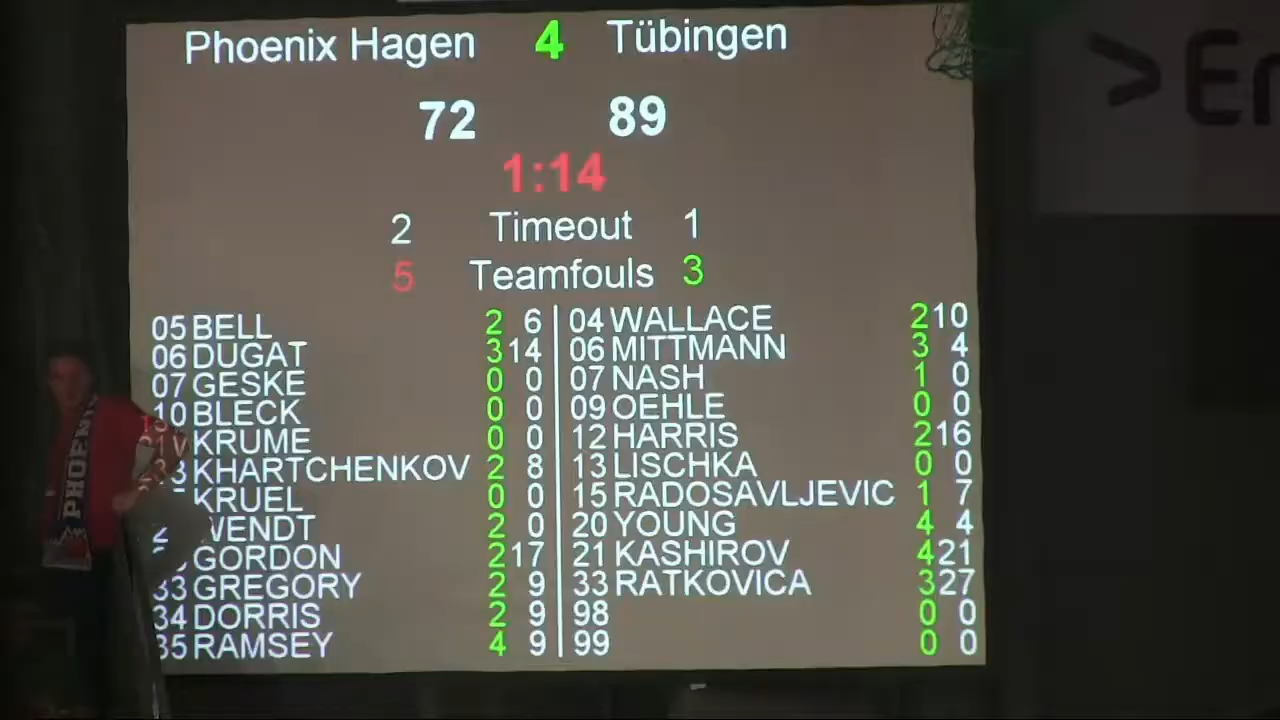 Phoenix Hagen 4 Tübingen
72 89
1:14
2 Timeout 1
5 Teamfouls 3
05 BELL 2 6 04 WALLACE 2 10
06 DUGAT 3 14 06 MITTMANN 3 4
07 GESKE 0 0 07 NASH 1 0
10 BLECK 0 0 09 OEHLE 0 0
KRUME 0 0 12 HARRIS 2 16
KHARTCHENKOV 2 8 13 LISCHKA 0 0
KRUEL 0 0 15 RADOSAVLJEVIC 1 7
WENDT 2 0 20 YOUNG 4 4
GORDON 2 17 21 KASHIROV 4 21
33 GREGORY 2 9 33 RATKOVICA 3 27
34 DORRIS 2 9 98 0 0
35 RAMSEY 4 9 99 0 0
PHOENIX